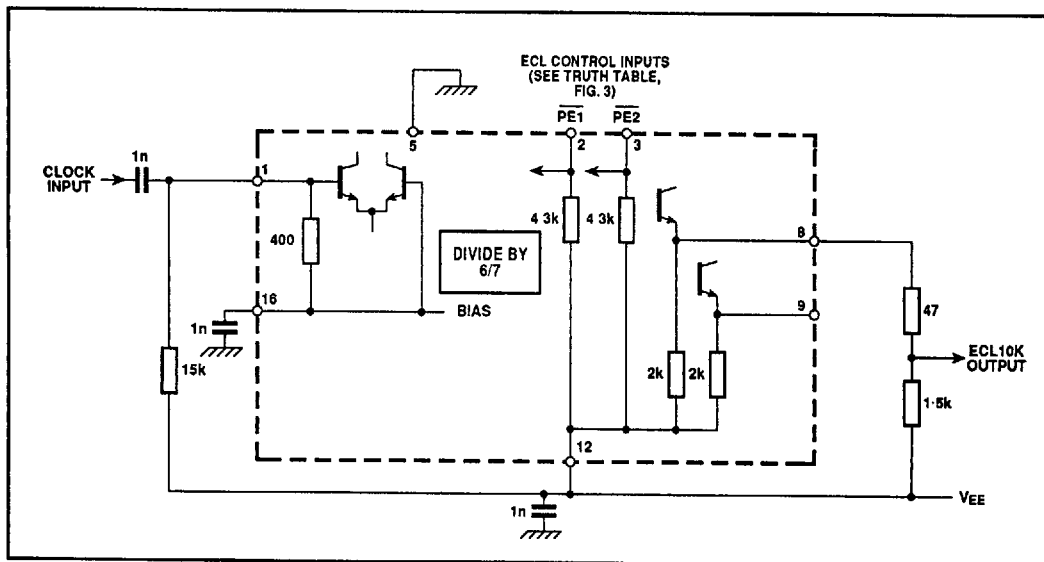 ECL CONTROL INPUTS
(SEE TRUTH TABLE,
FIG. 3)
PE1
PE2
5
2
3
CLOCK
INPUT
1n
1
400
4 3k
4 3k
DIVIDE BY
6/7
8
9
16
BIAS
1n
15k
2k
2k
47
ECL10K
OUTPUT
1·5k
12
1n
VEE